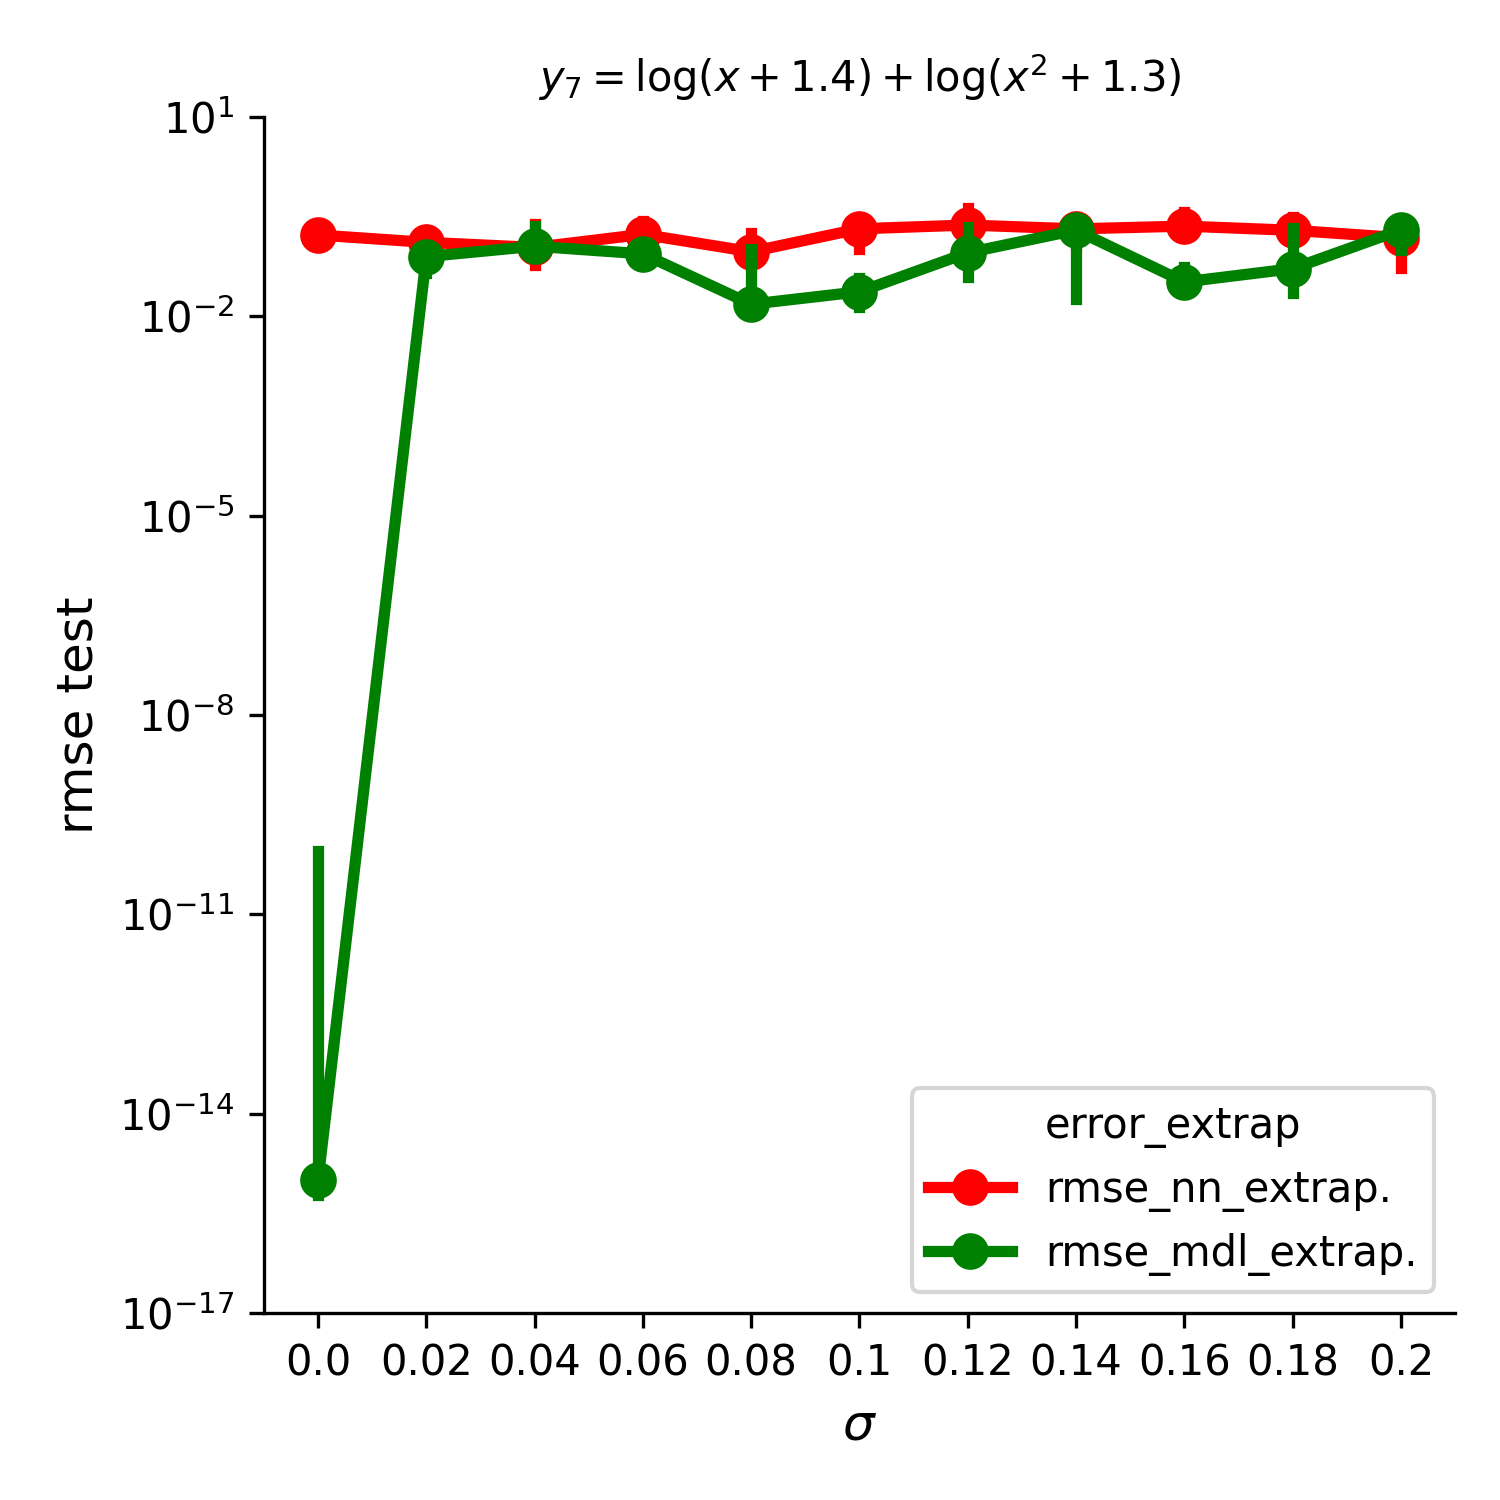 y₇ = log(x + 1.4) + log(x² + 1.3)
10¹
10⁻²
10⁻⁵
10⁻⁸
10⁻¹¹
10⁻¹⁴
10⁻¹⁷
rmse test
error_extrap
rmse_nn_extrap.
rmse_mdl_extrap.
0.0 0.02 0.04 0.06 0.08 0.1 0.12 0.14 0.16 0.18 0.2
σ